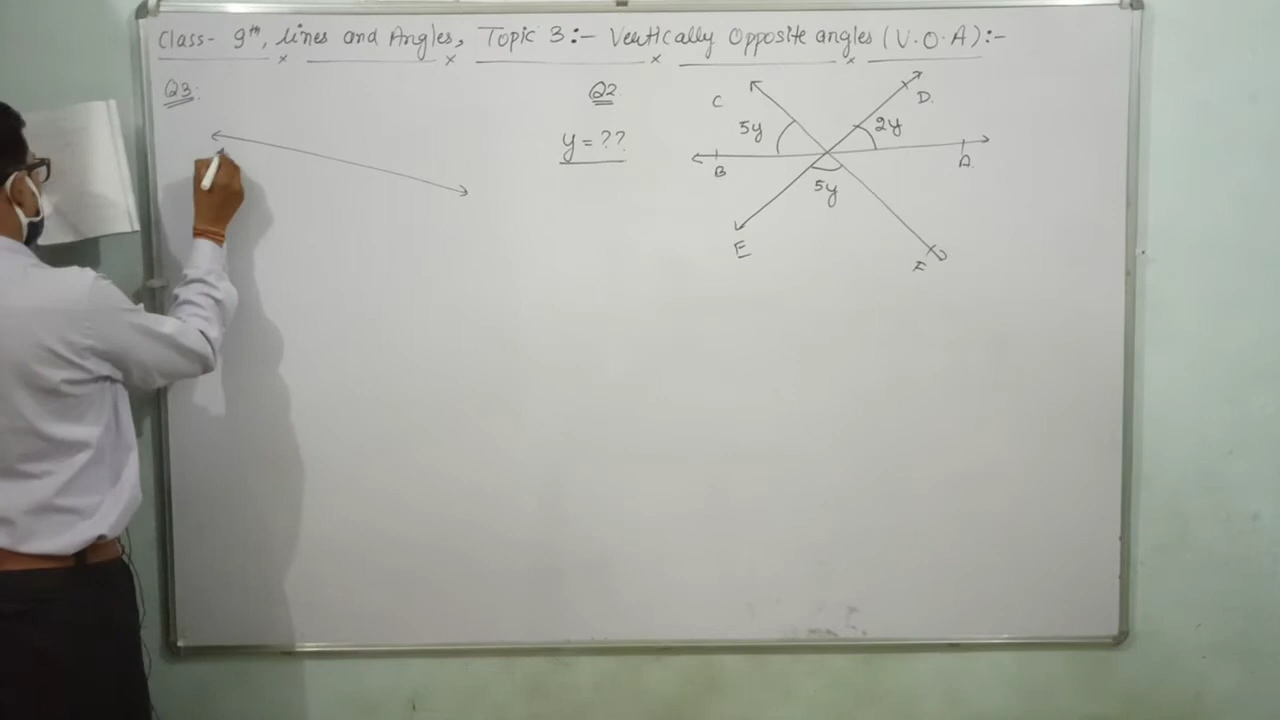 Class- 9th, Lines and Angles, Topic 3:- Vertically Opposite angles (V.O.A):-
Q3:
Q2
y = ??
C
D.
5y
2y
B
A.
5y
E
F